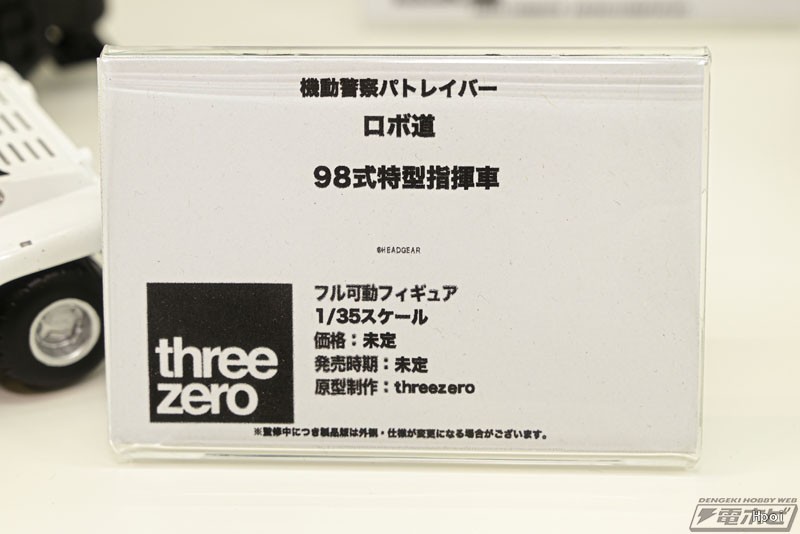 機動警察パトレイバー
ロボ道
98式特型指揮車
©HEADGEAR
three
zero
フル可動フィギュア
1/35スケール
価格：未定
発売時期：未定
原型制作：threezero
※監修中につき製品版は外観・仕様が変更になる場合がございます。
DENGEKI HOBBY WEB
電ホビ
Hpoi